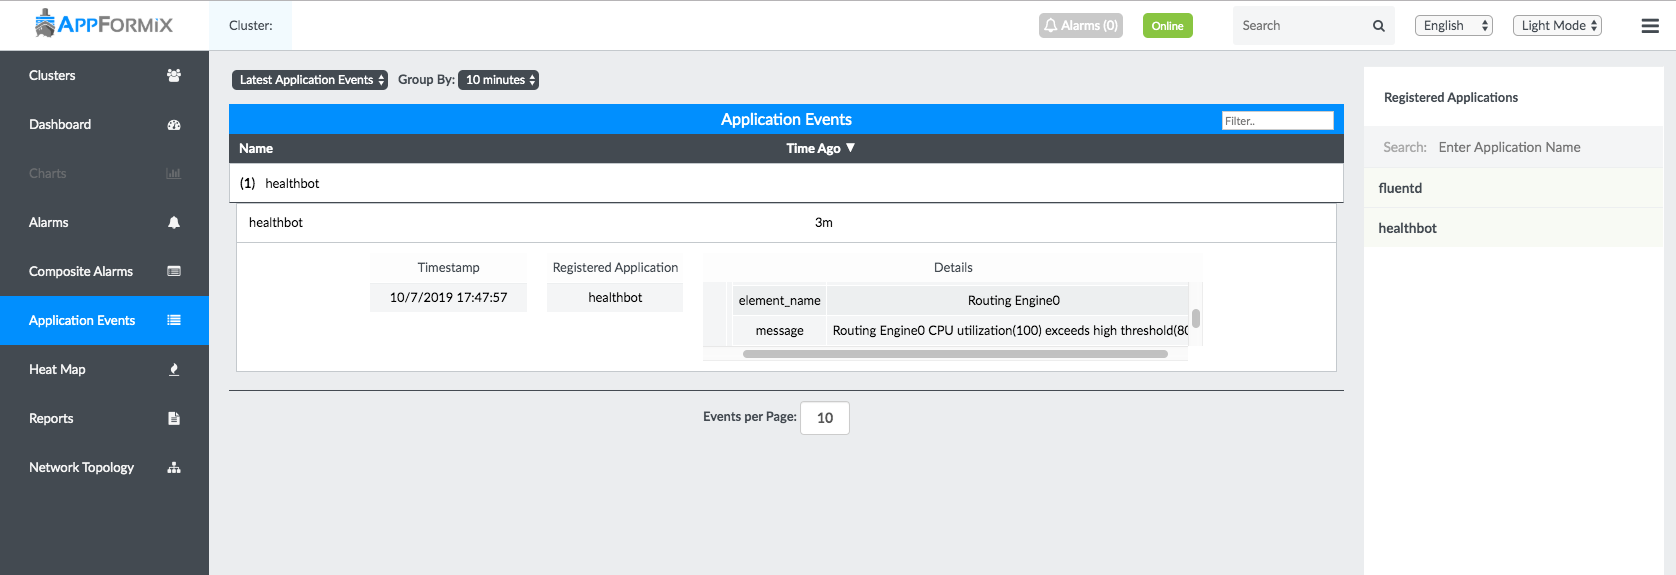 APPFORMIX
Cluster:
Alarms (0)
Online
Search
English
Light Mode
Clusters
Dashboard
Charts
Alarms
Composite Alarms
Application Events
Heat Map
Reports
Network Topology
Latest Application Events
Group By:
10 minutes
Application Events
Filter..
Name
Time Ago ▼
(1) healthbot
healthbot
3m
Timestamp
Registered Application
Details
10/7/2019 17:47:57
healthbot
element_name
Routing Engine0
message
Routing Engine0 CPU utilization(100) exceeds high threshold(80
Events per Page:
10
Registered Applications
Search:
Enter Application Name
fluentd
healthbot